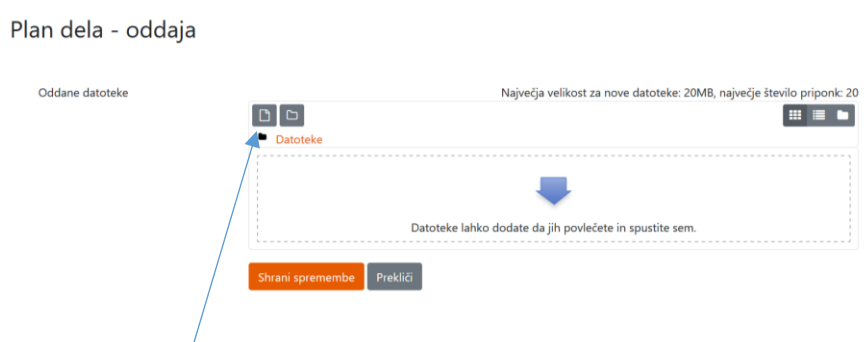 Plan dela - oddaja
Oddane datoteke
Največja velikost za nove datoteke: 20MB, največje število priponk: 20
Datoteke
Datoteke lahko dodate da jih povlečete in spustite sem.
Shrani spremembe
Prekliči